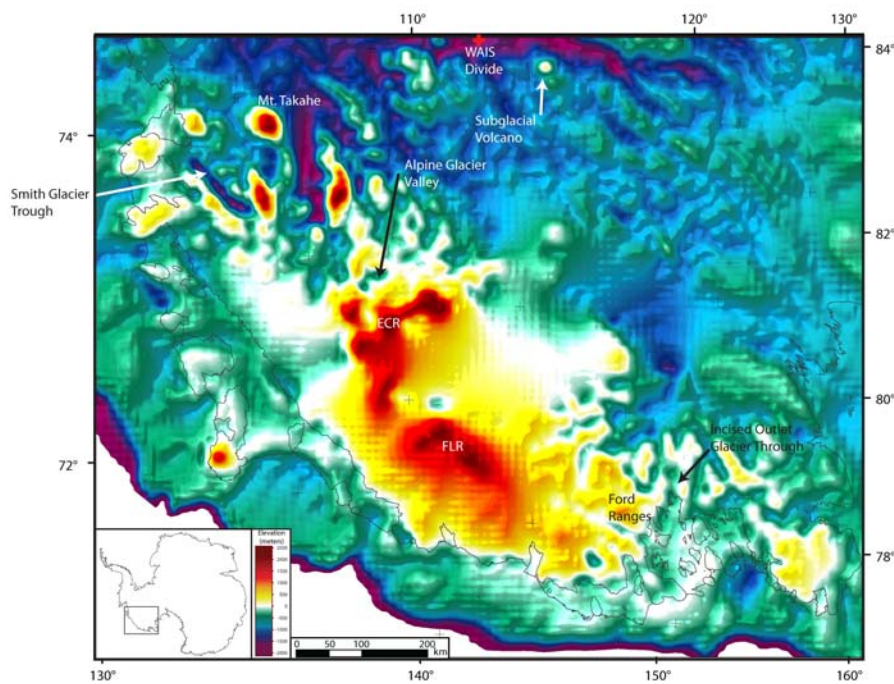 110°
120°
130°
84°
WAIS
Divide
Mt. Takahe
Subglacial
Volcano
74°
Alpine Glacier
Valley
Smith Glacier
Trough
82°
ECR
80°
Incised Outlet
Glacier Through
FLR
72°
Ford
Ranges
78°
Elevation
(meters)
0
0 50 100 200
km
130°
140°
150°
160°